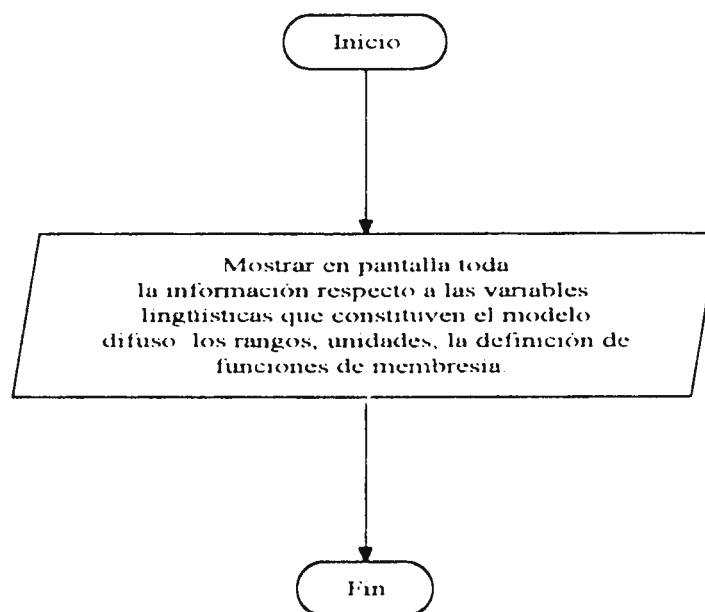 Inicio
Mostrar en pantalla toda
la información respecto a las variables
lingüísticas que constituyen el modelo
difuso los rangos, unidades, la definición de
funciones de membresia.
Fin